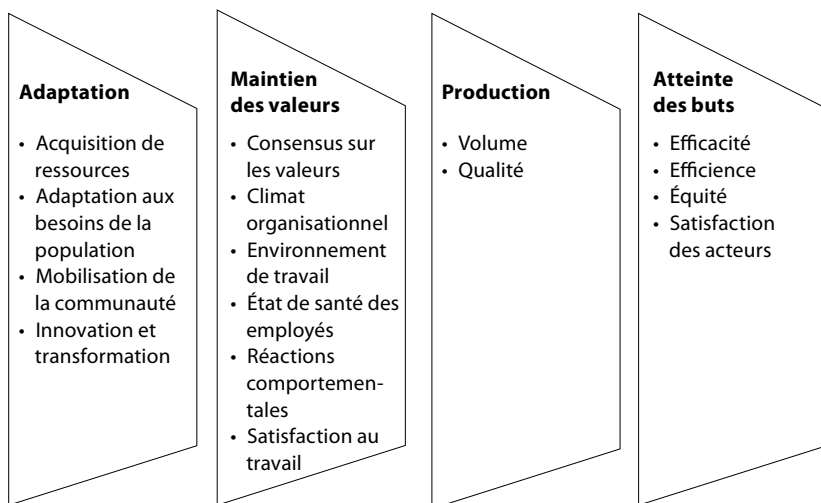 Adaptation
• Acquisition de
ressources
• Adaptation aux
besoins de la
population
• Mobilisation de
la communauté
• Innovation et
transformation
Maintien
des valeurs
• Consensus sur
les valeurs
• Climat
organisationnel
• Environnement
de travail
• État de santé des
employés
• Réactions
comportemen-
tales
• Satisfaction au
travail
Production
• Volume
• Qualité
Atteinte
des buts
• Efficacité
• Efficience
• Équité
• Satisfaction
des acteurs